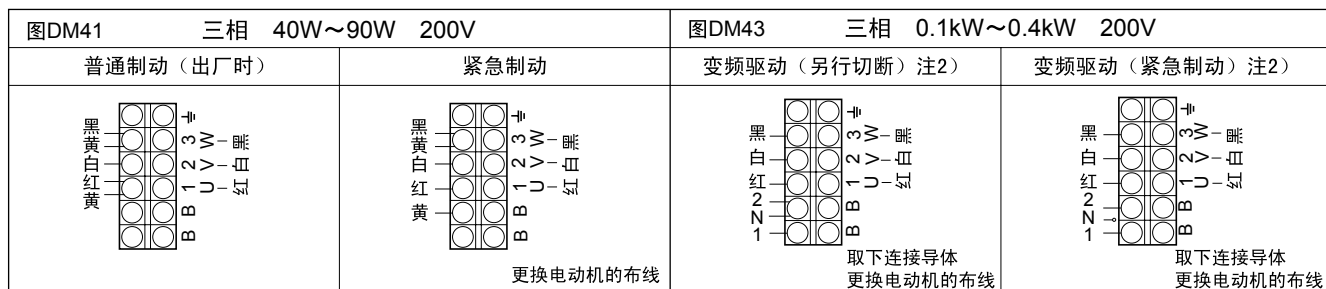 图DM41 三相 40W～90W 200V
图DM43 三相 0.1kW～0.4kW 200V
普通制动（出厂时）
紧急制动
变频驱动（另行切断）注2）
变频驱动（紧急制动）注2）
黑
黄
白
红
黄
3 W 黑
2 V 白
1 U 红
B
B
黑
黄
白
红
黄
3 W 黑
2 V 白
1 U 红
B
B
更换电动机的布线
黑
白
红
2
N
1
3 W 黑
2 V 白
1 U 红
B
B
取下连接导体
更换电动机的布线
黑
白
红
2
N
1
3 W 黑
2 V 白
1 U 红
B
B
取下连接导体
更换电动机的布线